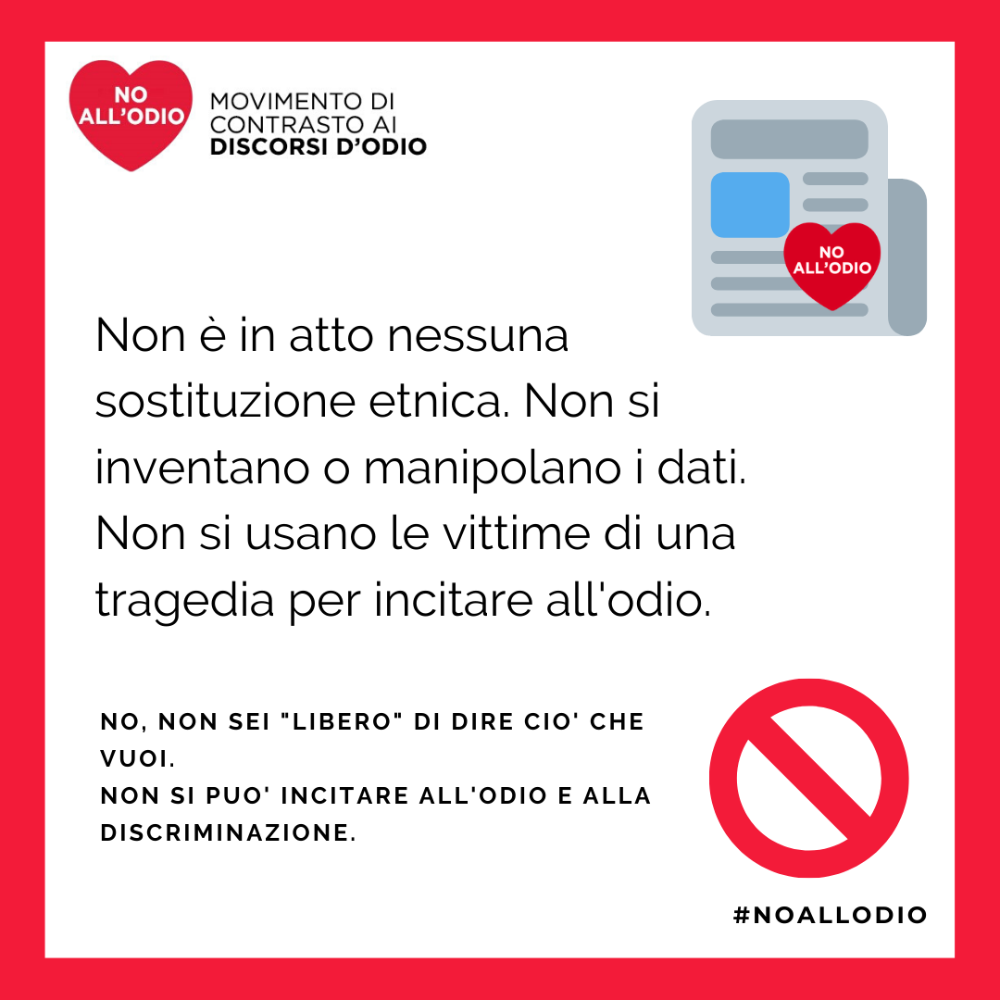 NO
ALL'ODIO
MOVIMENTO DI
CONTRASTO AI
DISCORSI D'ODIO
NO
ALL'ODIO
Non è in atto nessuna
sostituzione etnica. Non si
inventano o manipolano i dati.
Non si usano le vittime di una
tragedia per incitare all'odio.
NO, NON SEI "LIBERO" DI DIRE CIO' CHE
VUOI.
NON SI PUO' INCITARE ALL'ODIO E ALLA
DISCRIMINAZIONE.
#NOALLODIO